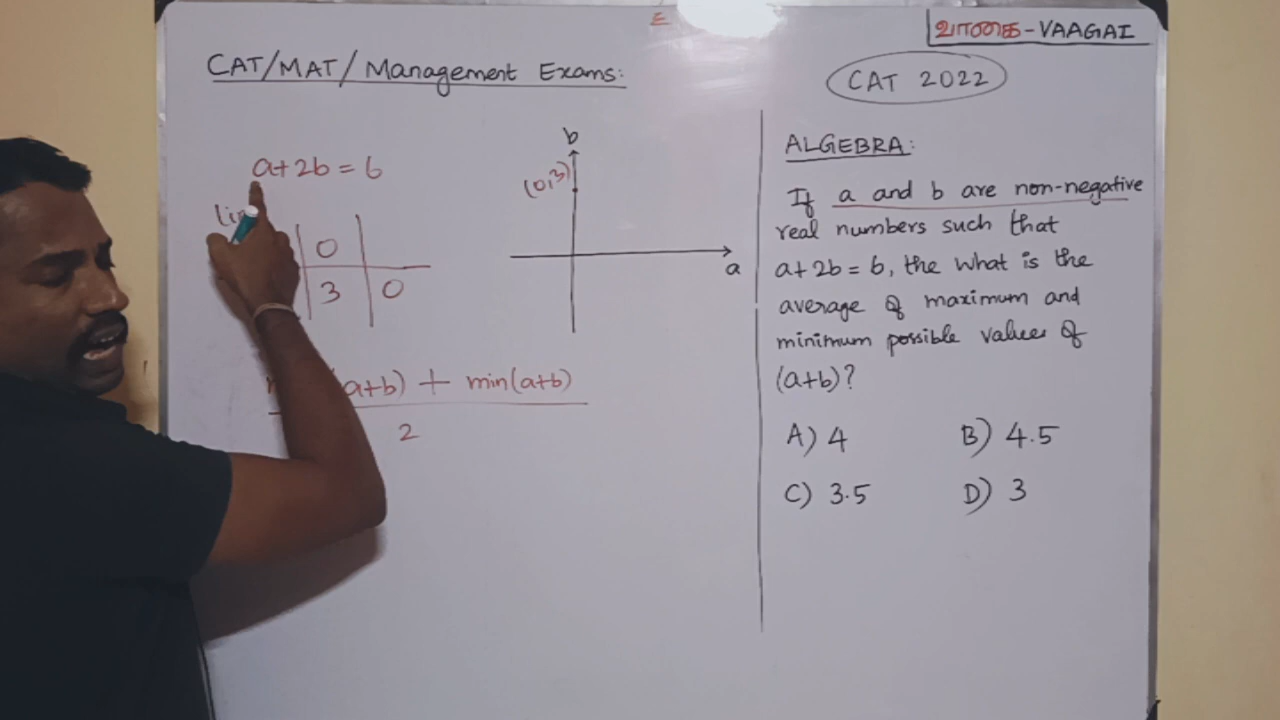 E
வாகை-VAAGAI
CAT/MAT/Management Exams:
CAT 2022
a+2b = 6
0
3 0
(a+b) + min(a+b)
2
b
(0,3)
a
ALGEBRA:
If a and b are non-negative
real numbers such that
a+2b = 6, the what is the
average of maximum and
minimum possible values of
(a+b)?
A) 4 B) 4.5
C) 3.5 D) 3